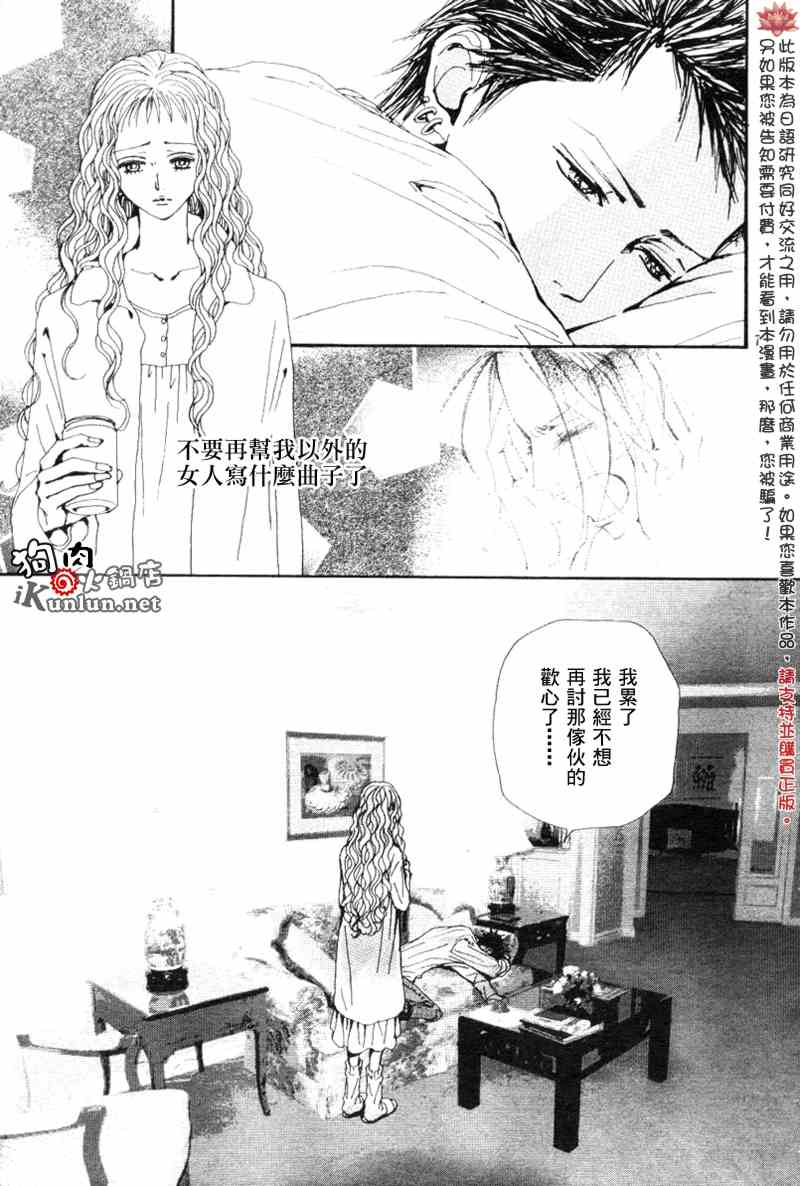 不要再幫我以外的
女人寫什麼曲子了
我累了
我已經不想
再討那傢伙的
歡心了……
狗肉
火鍋店
iKunlun.net
此版本為日語研究同好交流之用，請勿用於任何商業用途。如果您喜歡本作品，請支持並購買正版。
另如果您被告知需要付費，才能看到本漫畫，那麼，您被騙了！